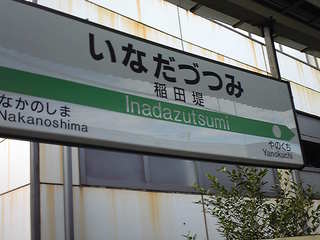 いなだづつみ
稲田堤
Inadazutsumi
なかのしま
Nakanoshima
やのくち
Yanokuchi